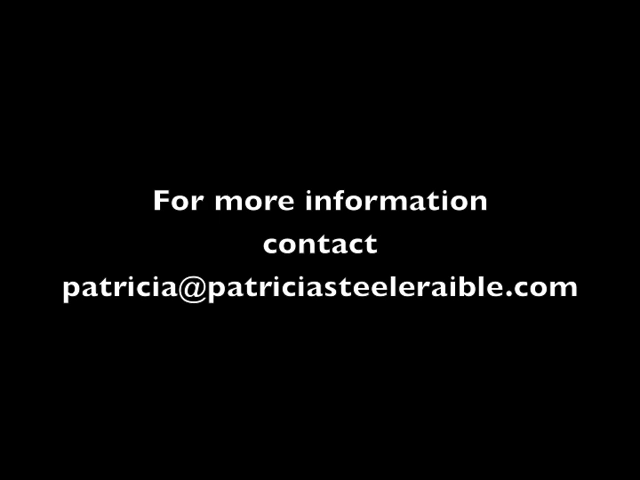 For more information
contact
patricia@patriciasteeleraible.com